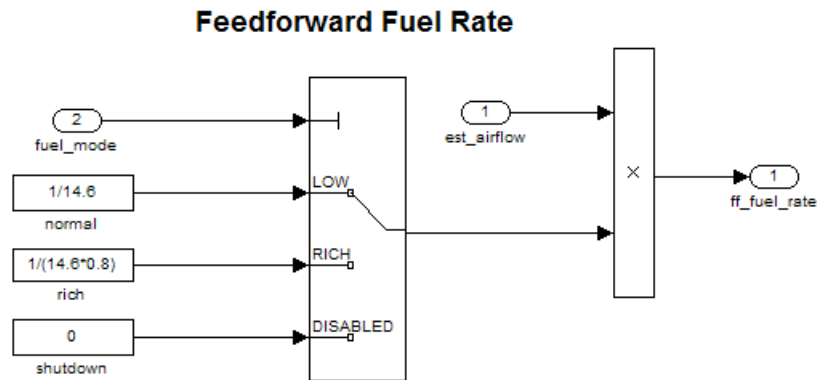 Feedforward Fuel Rate
2
fuel_mode
1
est_airflow
LOW
1/14.6
normal
×
1
ff_fuel_rate
RICH
1/(14.6*0.8)
rich
DISABLED
0
shutdown